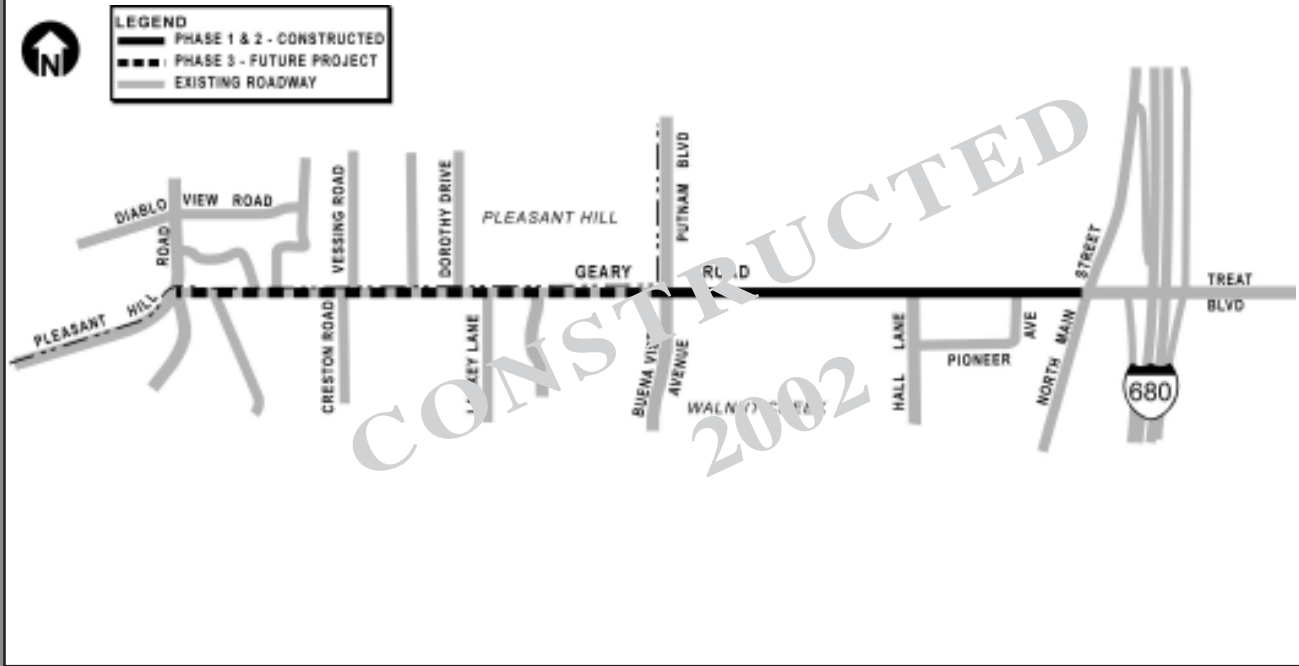 N
LEGEND
PHASE 1 & 2 - CONSTRUCTED
PHASE 3 - FUTURE PROJECT
EXISTING ROADWAY
DIABLO VIEW ROAD
PLEASANT HILL ROAD
VESSING ROAD
DOROTHY DRIVE
PLEASANT HILL
PUTNAM BLVD
GEARY ROAD
CRESTON ROAD
LANE
BUENA
AVENUE
WALNUT CREEK
HALL LANE
PIONEER AVE
NORTH MAIN STREET
TREAT
BLVD
680
CONSTRUCTED
2002